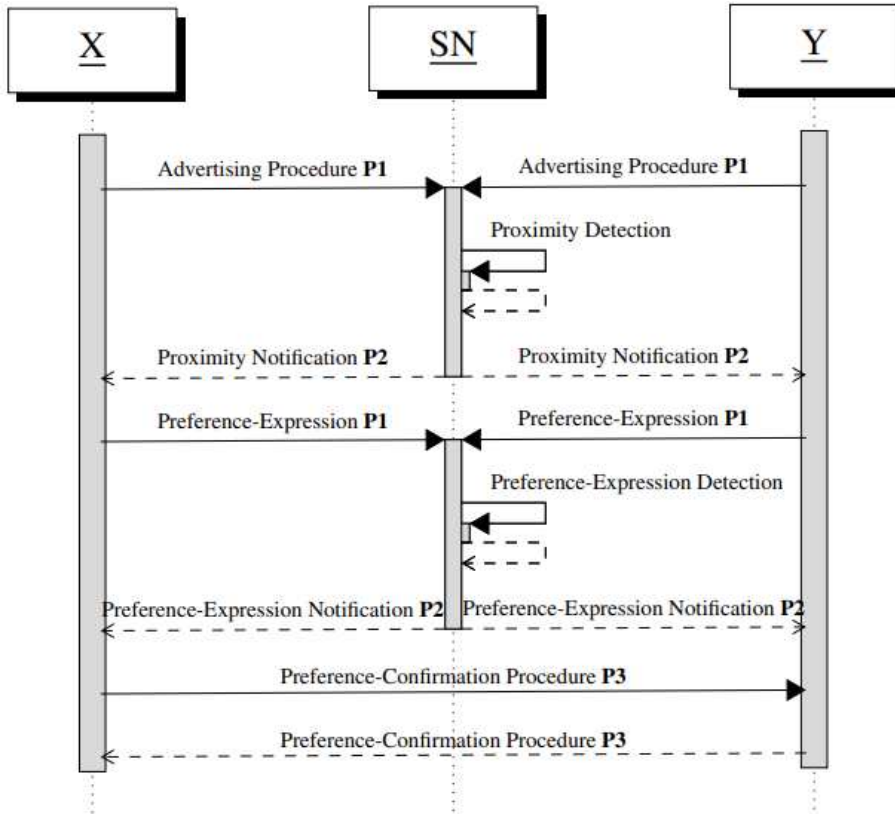 X
SN
Y
Advertising Procedure P1
Advertising Procedure P1
Proximity Detection
Proximity Notification P2
Proximity Notification P2
Preference-Expression P1
Preference-Expression P1
Preference-Expression Detection
Preference-Expression Notification P2
Preference-Expression Notification P2
Preference-Confirmation Procedure P3
Preference-Confirmation Procedure P3